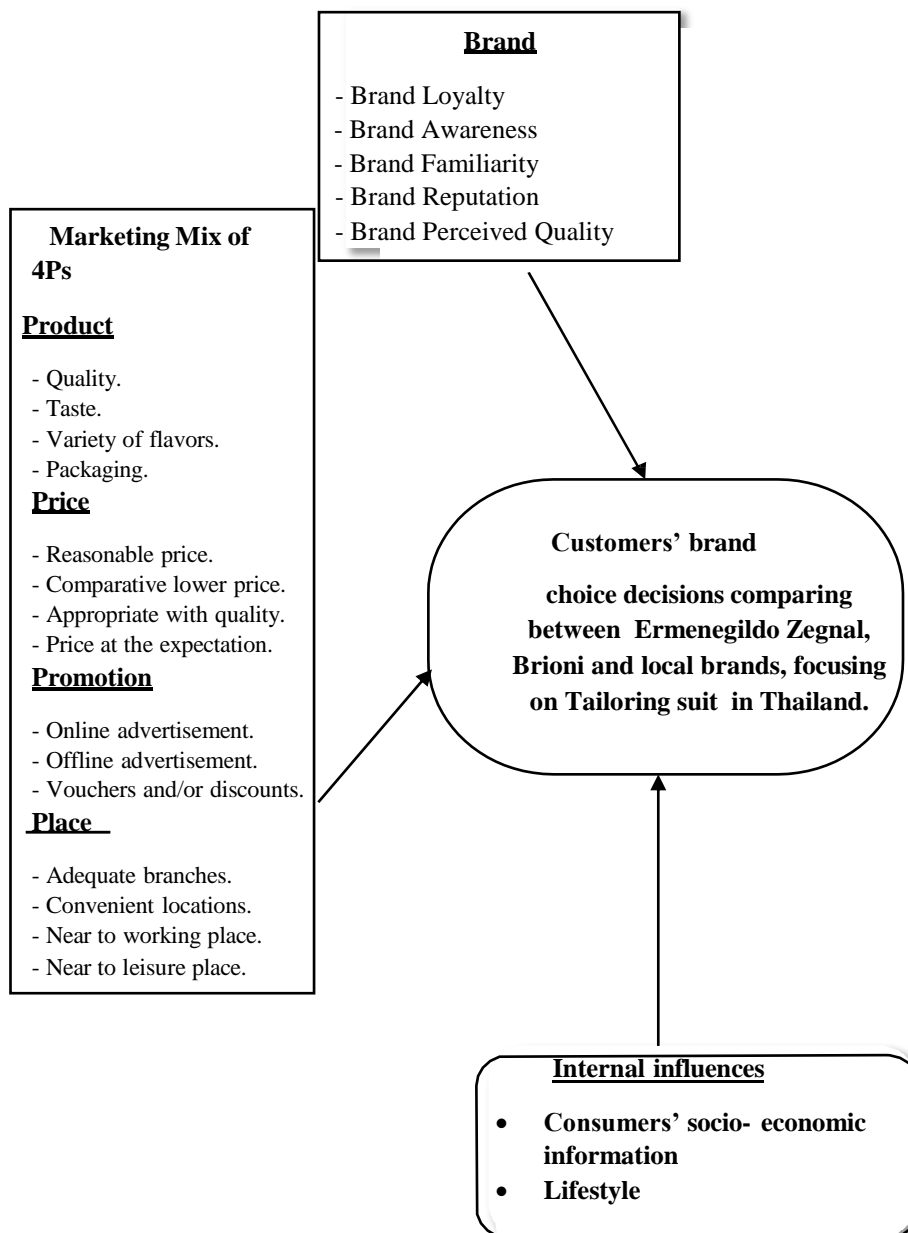 Brand
- Brand Loyalty
- Brand Awareness
- Brand Familiarity
- Brand Reputation
- Brand Perceived Quality
Marketing Mix of
4Ps
Product
- Quality.
- Taste.
- Variety of flavors.
- Packaging.
Price
- Reasonable price.
- Comparative lower price.
- Appropriate with quality.
- Price at the expectation.
Promotion
- Online advertisement.
- Offline advertisement.
- Vouchers and/or discounts.
Place
- Adequate branches.
- Convenient locations.
- Near to working place.
- Near to leisure place.
Customers’ brand
choice decisions comparing
between Ermenegildo Zegnal,
Brioni and local brands, focusing
on Tailoring suit in Thailand.
Internal influences
• Consumers’ socio- economic
information
• Lifestyle